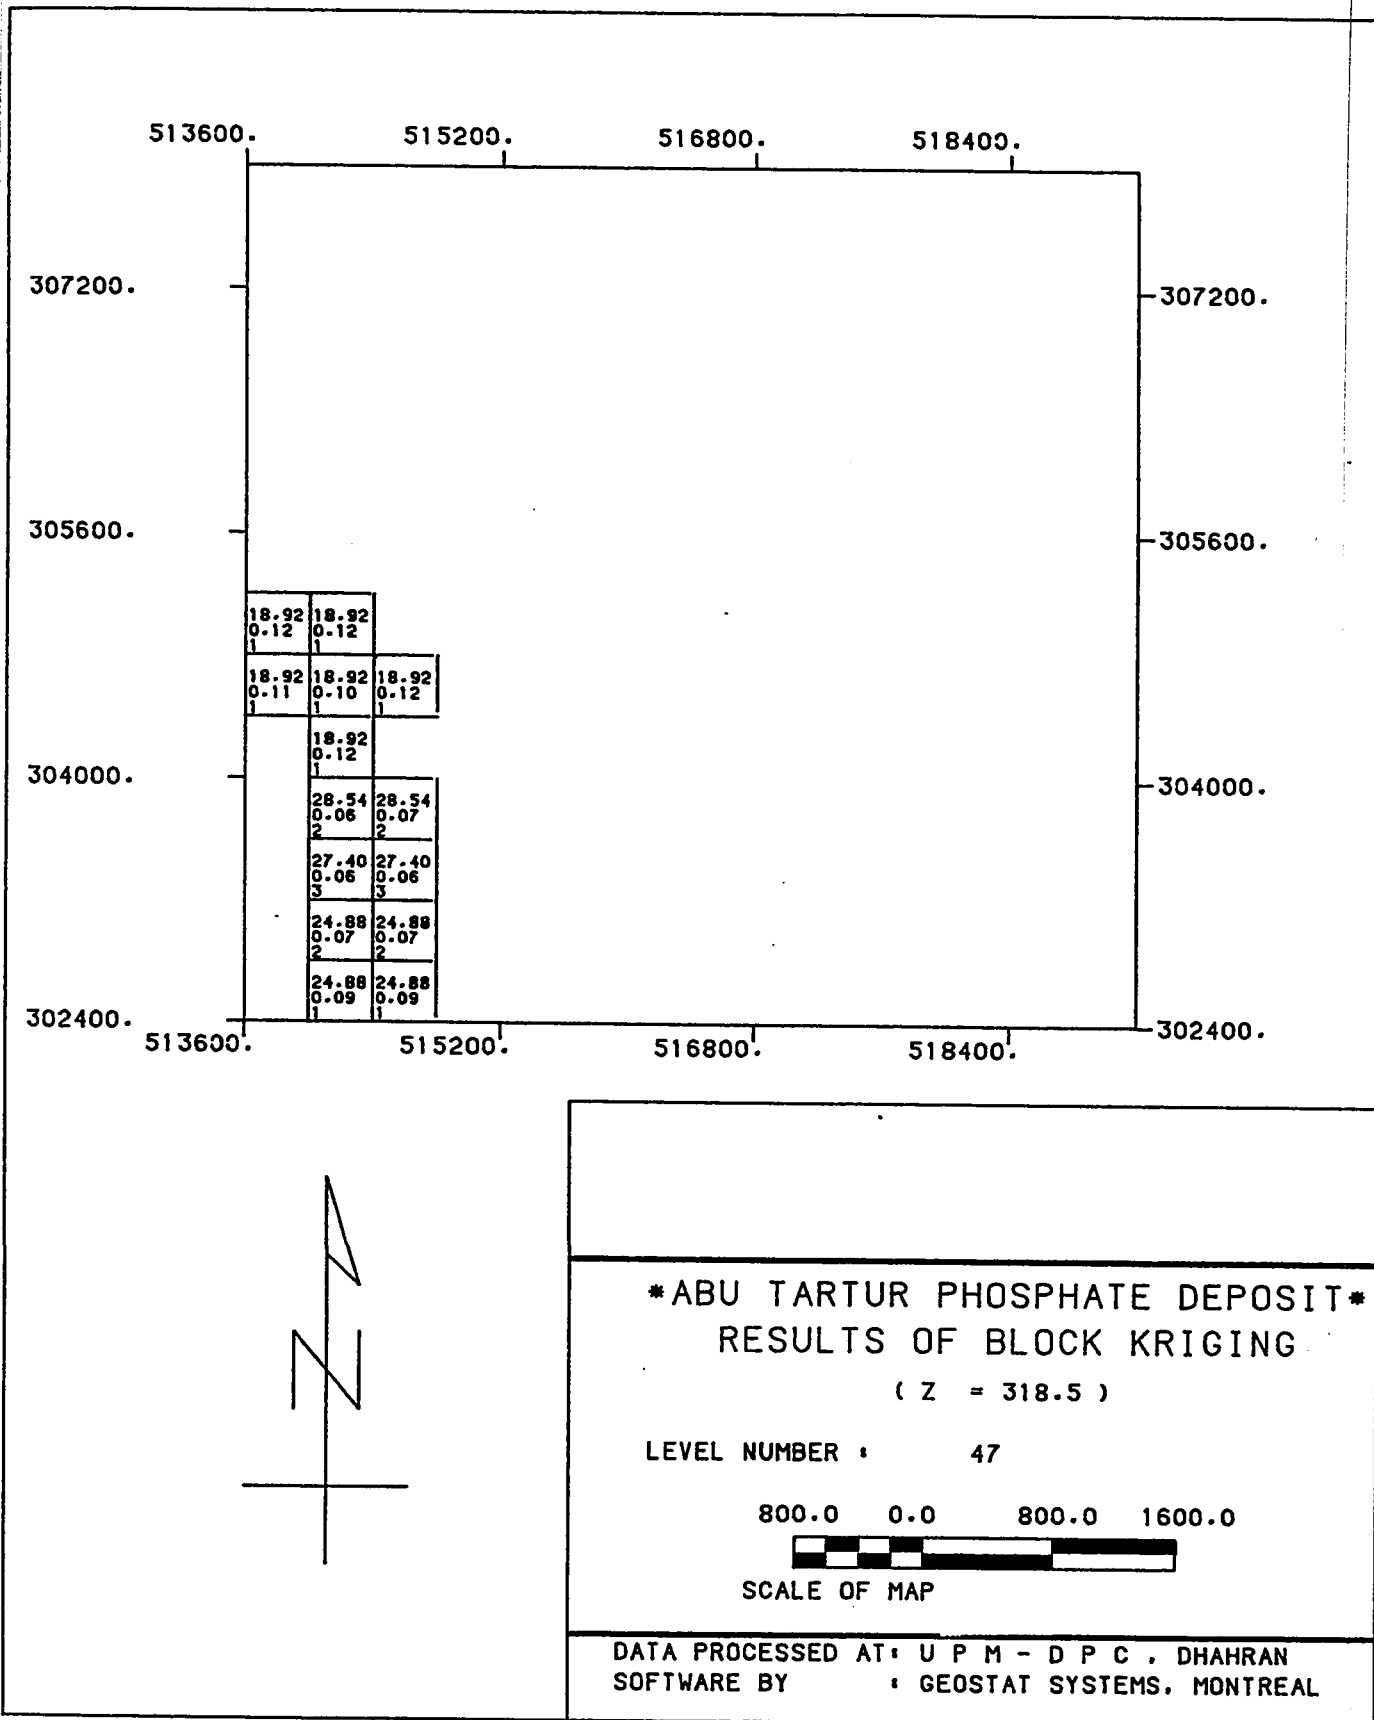 513600. 515200. 516800. 518400.
307200. 307200.
305600. 305600.
18.92 18.92
0.12 0.12
1 1
18.92 18.92 18.92
0.11 0.10 0.12
1 1 1
18.92
0.12
1
304000. 304000.
28.54 28.54
0.06 0.07
2 2
27.40 27.40
0.06 0.06
3 3
24.88 24.88
0.07 0.07
2 2
24.88 24.88
0.09 0.09
1 1
302400. 302400.
513600. 515200. 516800. 518400.
N
*ABU TARTUR PHOSPHATE DEPOSIT*
RESULTS OF BLOCK KRIGING
( Z = 318.5 )
LEVEL NUMBER : 47
800.0 0.0 800.0 1600.0
SCALE OF MAP
DATA PROCESSED AT: U P M - D P C , DHAHRAN
SOFTWARE BY : GEOSTAT SYSTEMS. MONTREAL